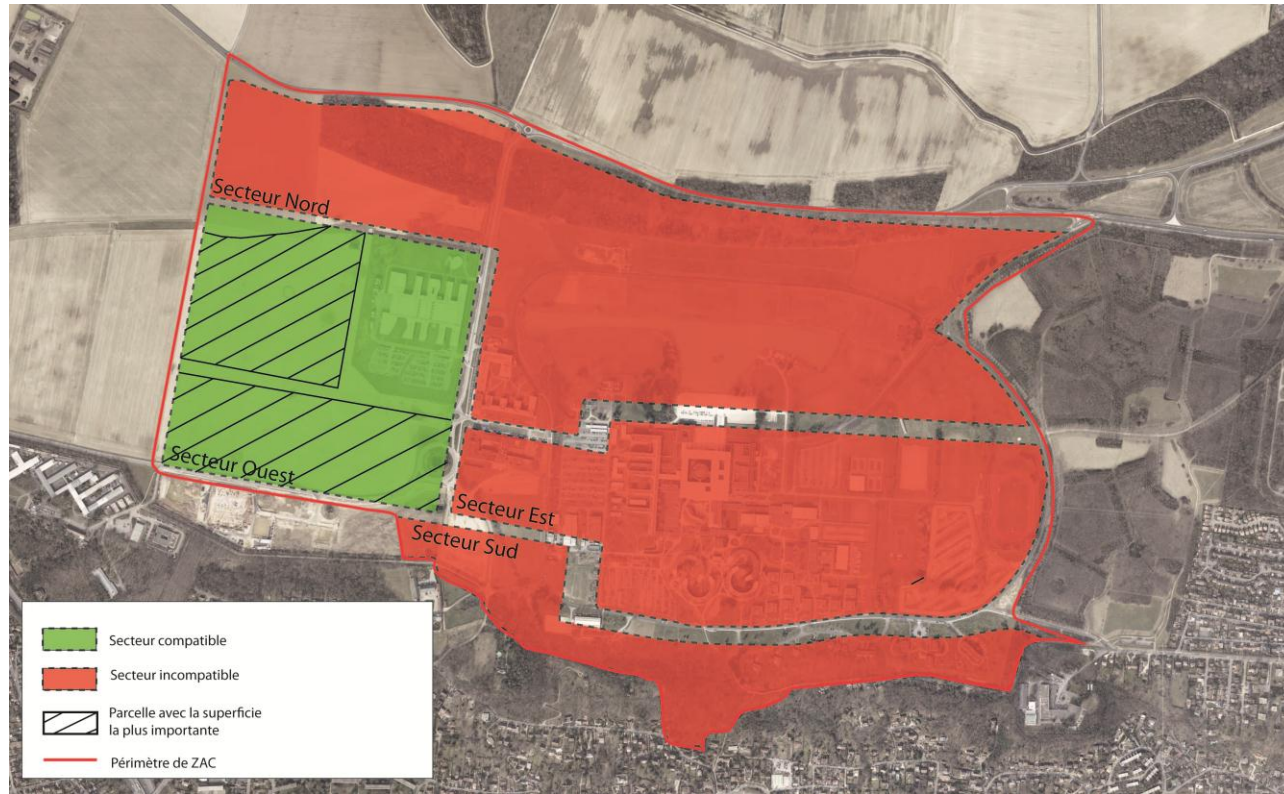 Secteur Nord
Secteur Ouest
Secteur Est
Secteur Sud
Secteur compatible
Secteur incompatible
Parcelle avec la superficie
la plus importante
Périmètre de ZAC